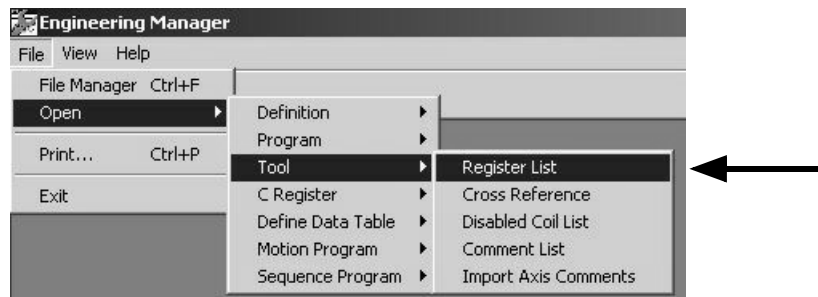 Engineering Manager
File View Help
File Manager Ctrl+F
Open
Print... Ctrl+P
Exit
Definition
Program
Tool
C Register
Define Data Table
Motion Program
Sequence Program
Register List
Cross Reference
Disabled Coil List
Comment List
Import Axis Comments